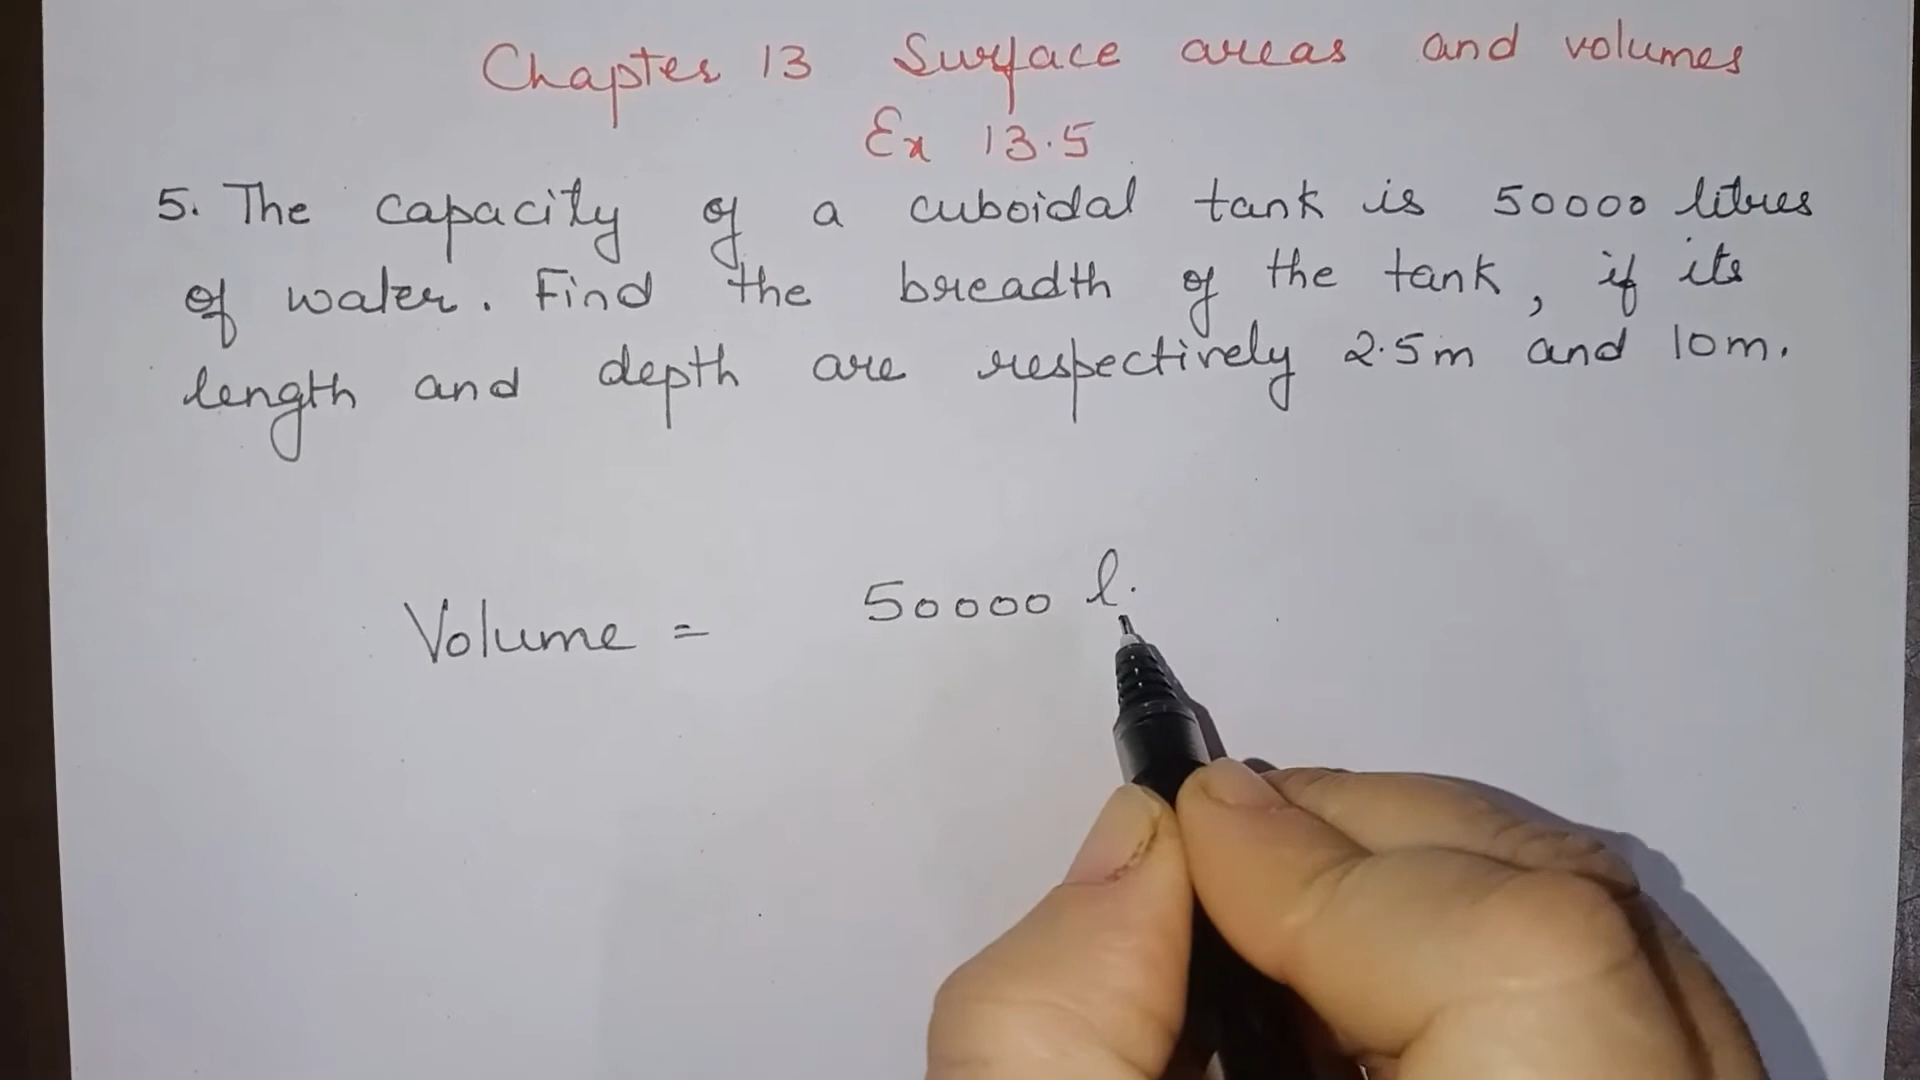 Chapter 13 Surface areas and volumes
Ex 13.5
5. The capacity of a cuboidal tank is 50000 litres
of water. Find the breadth of the tank, if its
length and depth are respectively 2.5m and 10m.
Volume = 50000 l.